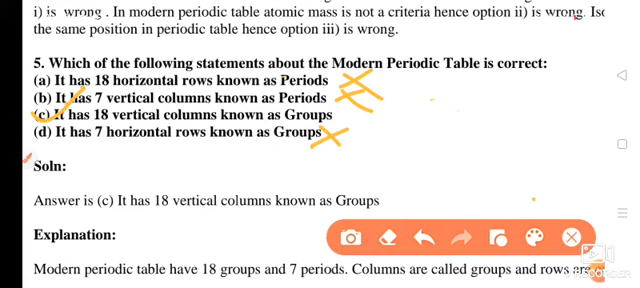 i) is wrong. In modern periodic table atomic mass is not a criteria hence option ii) is wrong.
the same position in periodic table hence option iii) is wrong.
5. Which of the following statements about the Modern Periodic Table is correct:
(a) It has 18 horizontal rows known as Periods
(b) It has 7 vertical columns known as Periods
(c) It has 18 vertical columns known as Groups
(d) It has 7 horizontal rows known as Groups
Soln:
Answer is (c) It has 18 vertical columns known as Groups
Explanation:
Modern periodic table have 18 groups and 7 periods. Columns are called groups and rows are
RECORDER